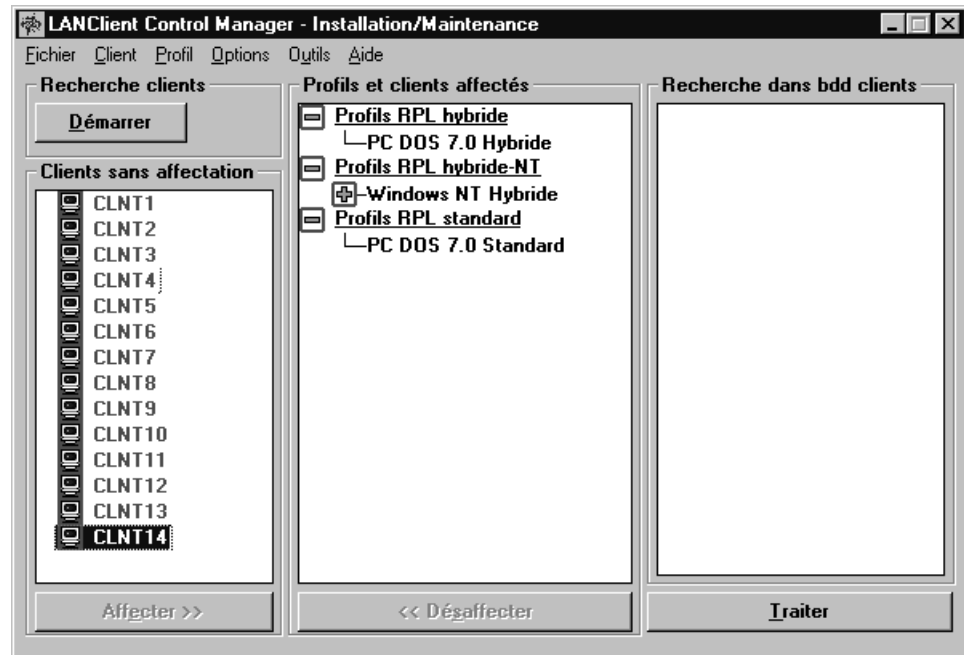 LANClient Control Manager - Installation/Maintenance
Fichier Client Profil Options Outils Aide
Recherche clients
Démarrer
Clients sans affectation
CLNT1
CLNT2
CLNT3
CLNT4
CLNT5
CLNT6
CLNT7
CLNT8
CLNT9
CLNT10
CLNT11
CLNT12
CLNT13
CLNT14
Affecter >>
Profils et clients affectés
Profils RPL hybride
PC DOS 7.0 Hybride
Profils RPL hybride-NT
Windows NT Hybride
Profils RPL standard
PC DOS 7.0 Standard
<< Désaffecter
Recherche dans bdd clients
Traiter